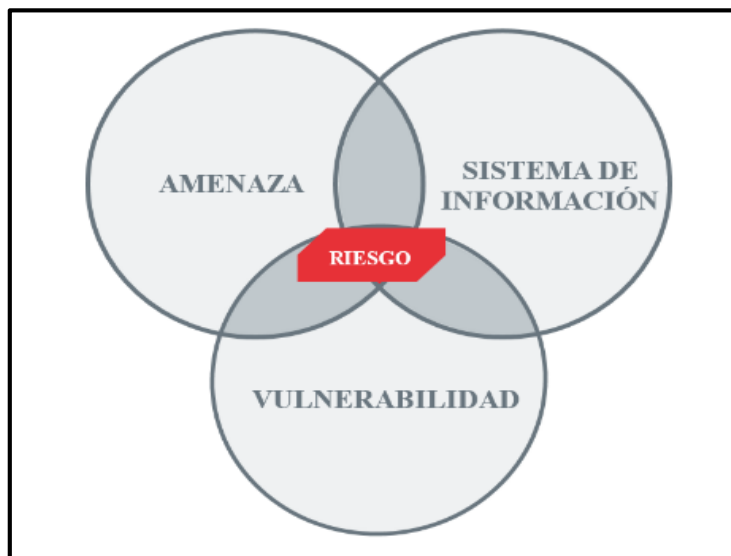 AMENAZA
SISTEMA DE
INFORMACIÓN
RIESGO
VULNERABILIDAD